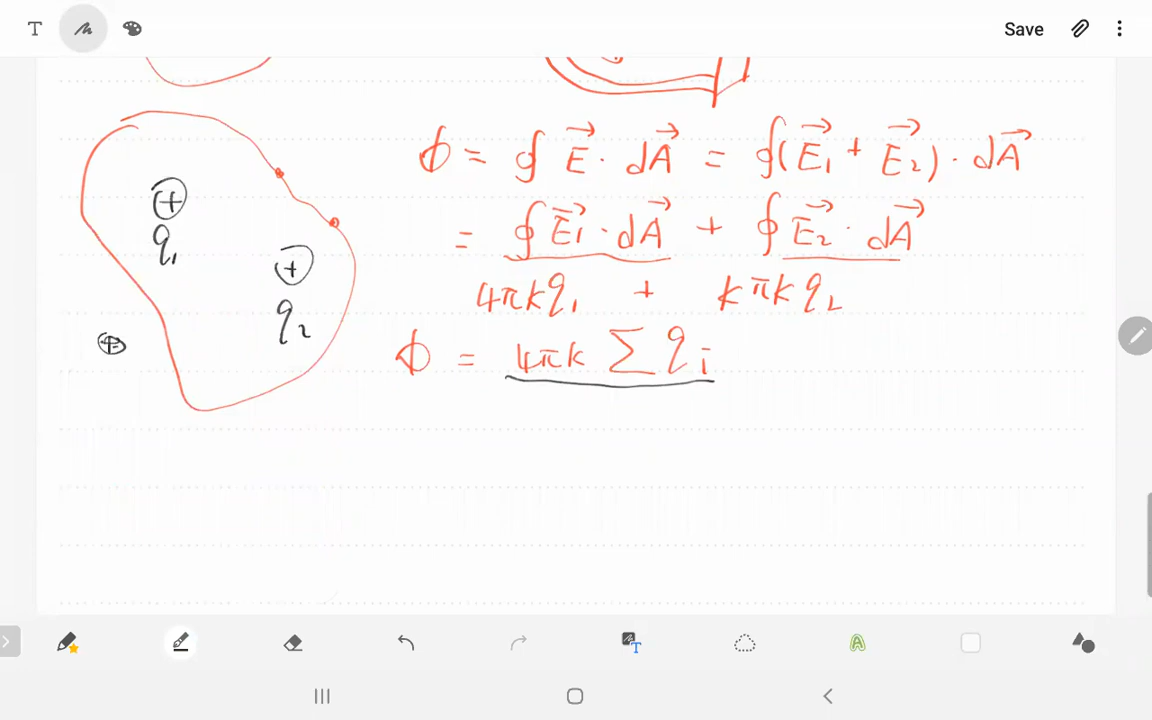 T Save
ϕ = ∮ E⃗ · dA⃗ = ∮(E⃗₁ + E⃗₂) · dA⃗
= ∮ E⃗₁ · dA⃗ + ∮ E⃗₂ · dA⃗
4πkq₁ + kπkq₂
ϕ = 4πk ∑ qᵢ
+
q₁
+
q₂
+
T
A